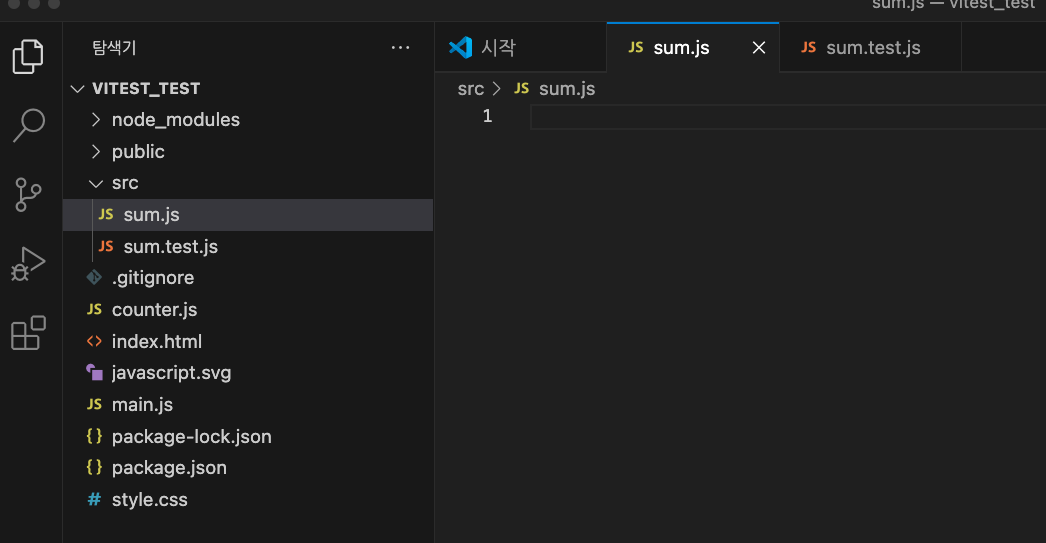 sum.js — vitest_test
탐색기 ...
VITEST_TEST
node_modules
public
src
JS sum.js
JS sum.test.js
.gitignore
JS counter.js
<> index.html
javascript.svg
JS main.js
{} package-lock.json
{} package.json
# style.css
시작
JS sum.js
JS sum.test.js
src > JS sum.js
1